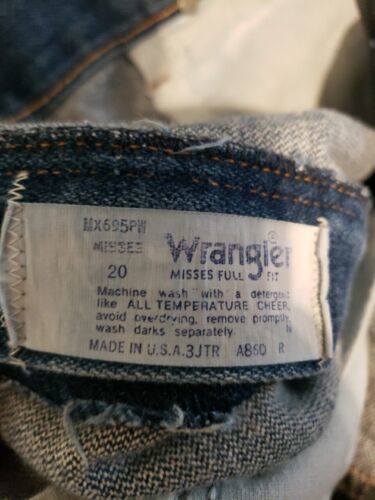 MX695PW
MISSES
20
Wrangler
MISSES FULL FIT
Machine wash with a detergent
like ALL TEMPERATURE CHEER,
avoid overdrying, remove promptly,
wash darks separately. N
MADE IN U.S.A.3JTR A860 R